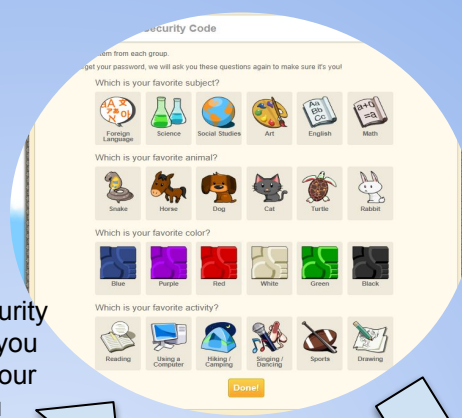 Security Code
item from each group.
get your password, we will ask you these questions again to make sure it's you!
Which is your favorite subject?
Foreign Language Science Social Studies Art English Math
Which is your favorite animal?
Snake Horse Dog Cat Turtle Rabbit
Which is your favorite color?
Blue Purple Red White Green Black
Which is your favorite activity?
Reading Using a Computer Hiking / Camping Singing / Dancing Sports Drawing
Done!
urity
you
our